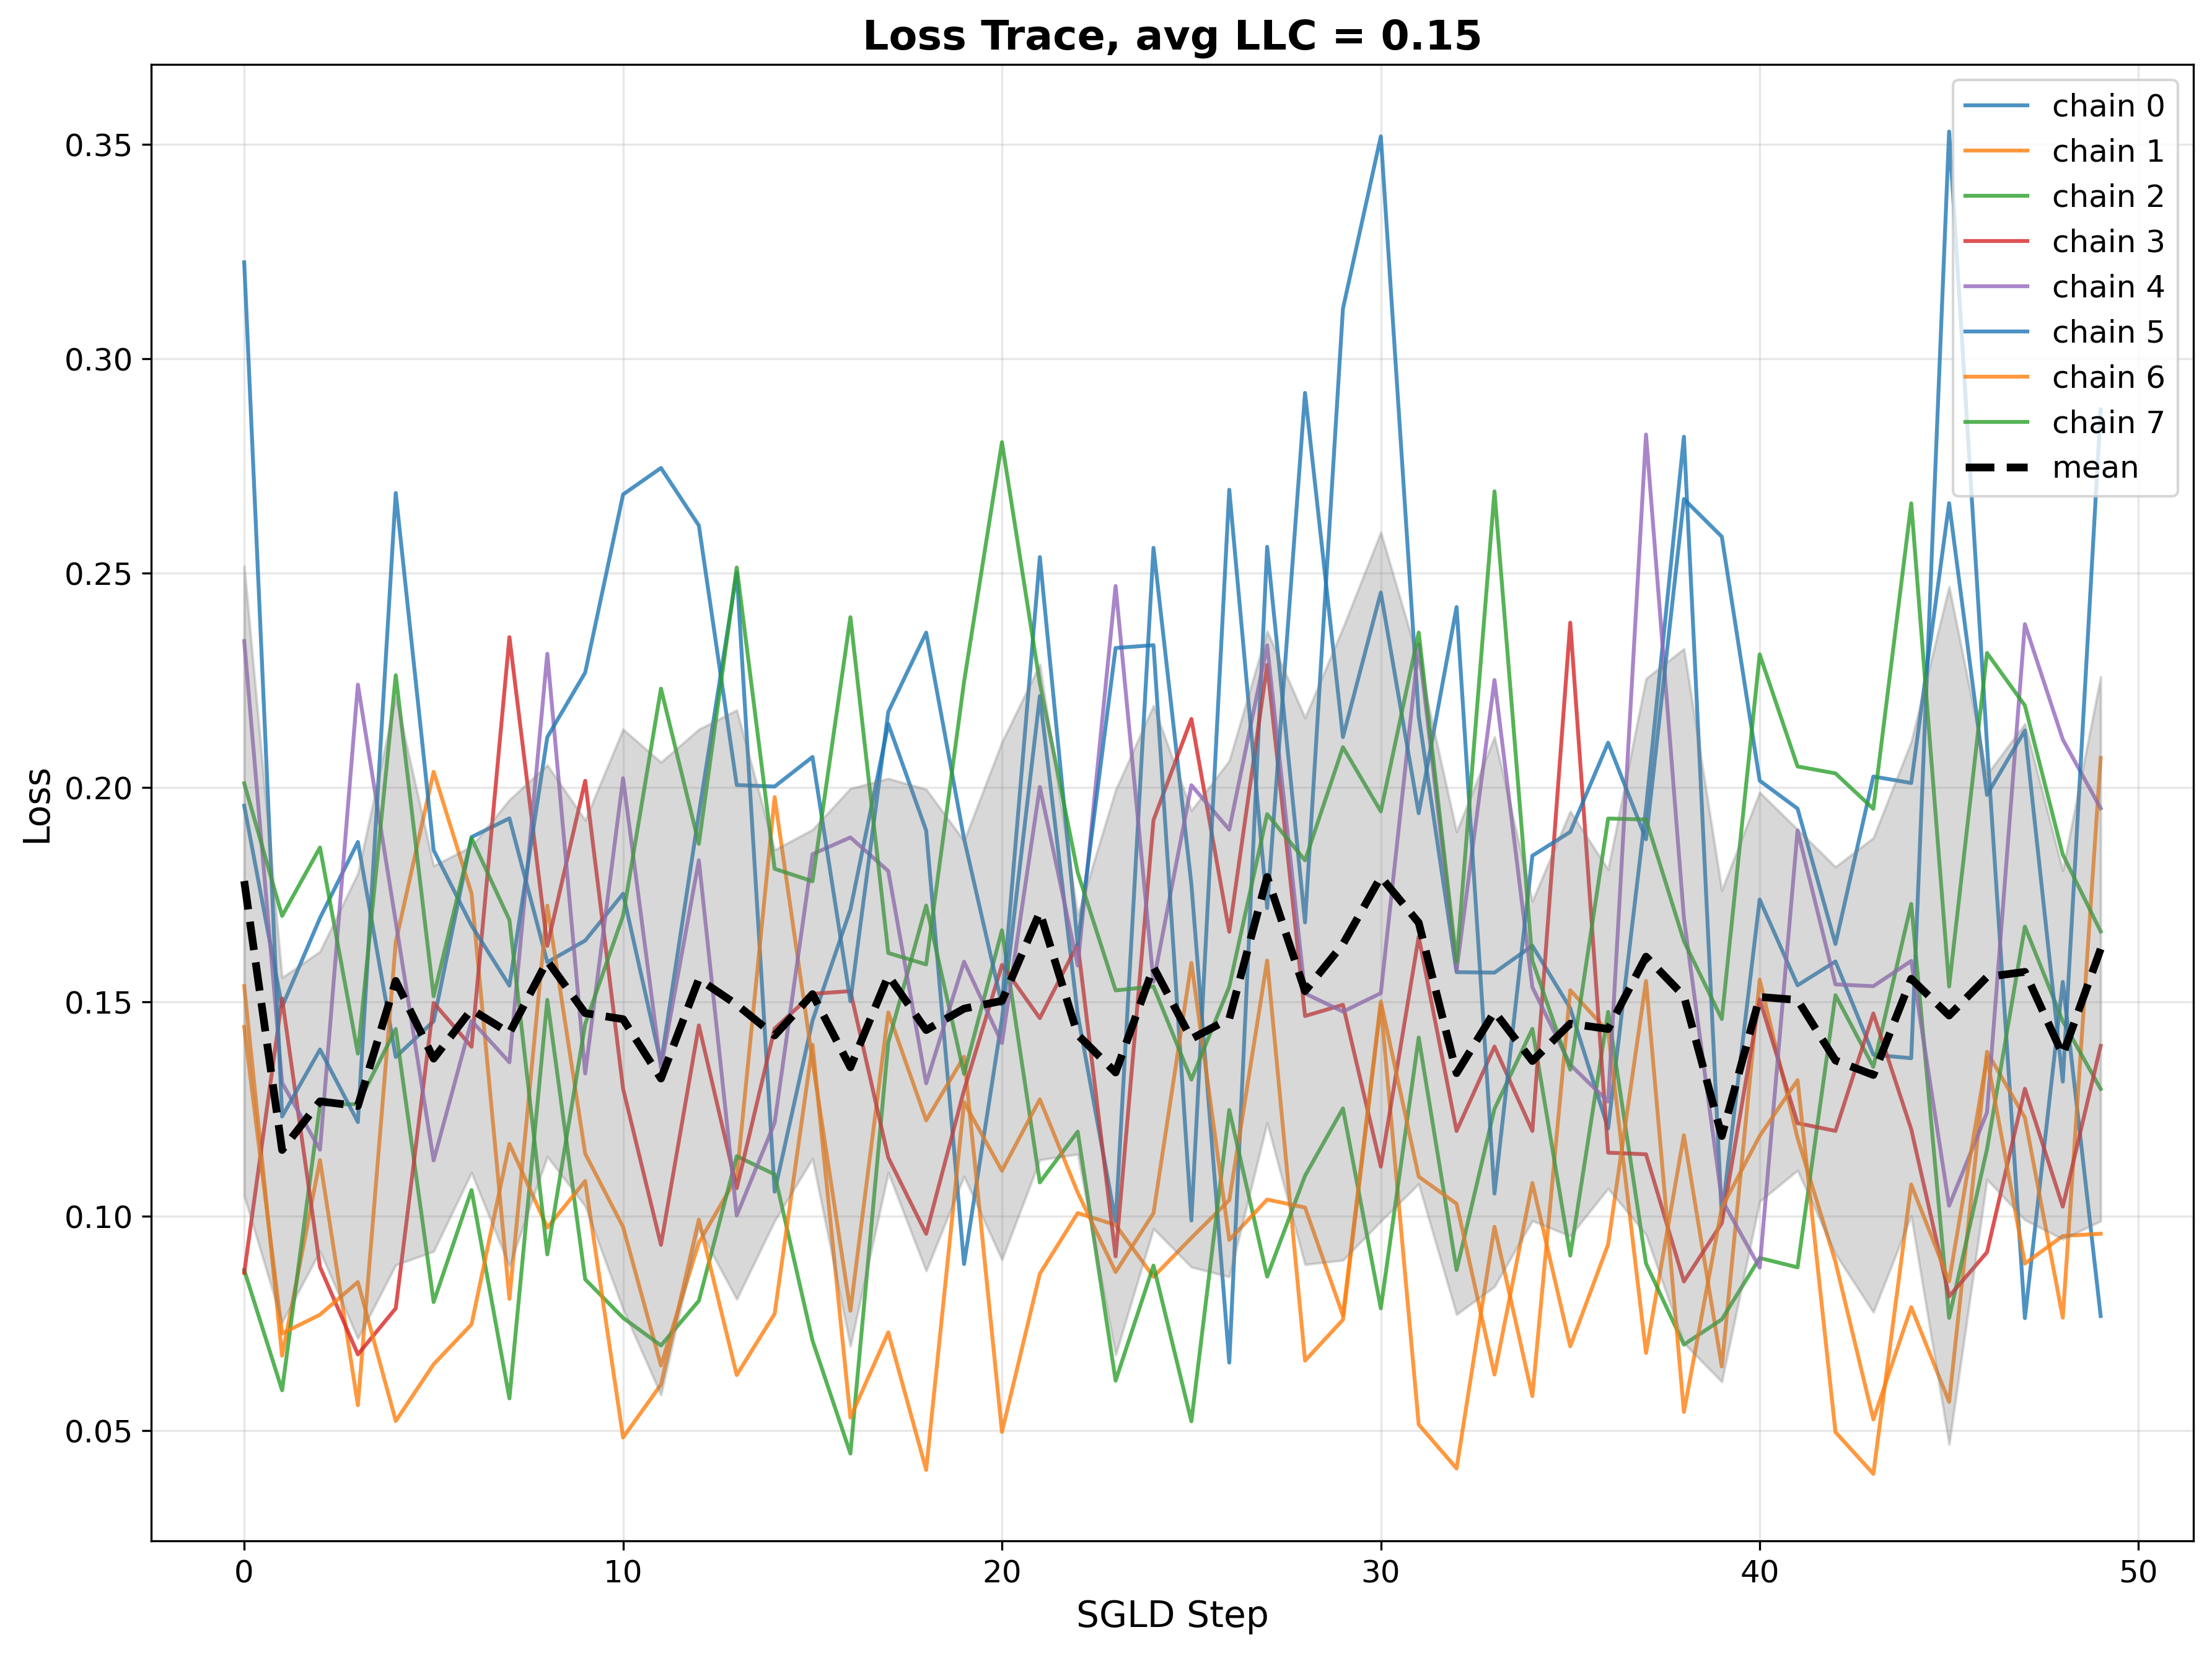 Loss Trace, avg LLC = 0.15
chain 0
chain 1
chain 2
chain 3
chain 4
chain 5
chain 6
chain 7
mean
Loss
0.35
0.30
0.25
0.20
0.15
0.10
0.05
0 10 20 30 40 50
SGLD Step